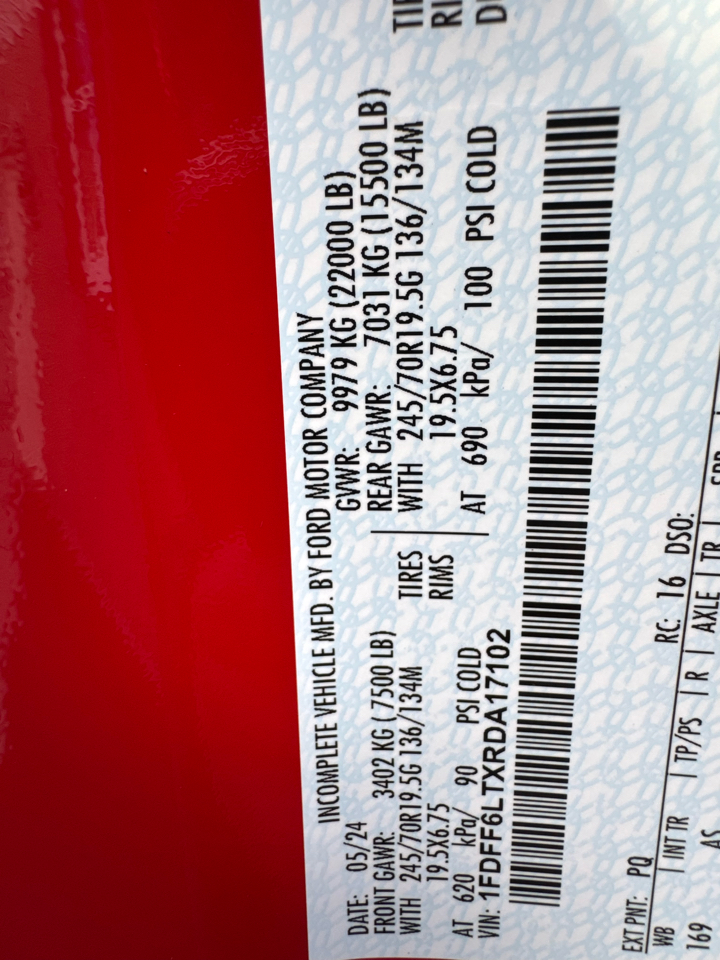 INCOMPLETE VEHICLE MFD. BY FORD MOTOR COMPANY
DATE: 05/24 GVWR: 9979 KG (22000 LB)
FRONT GAWR: 3402 KG ( 7500 LB) REAR GAWR: 7031 KG (15500 LB)
WITH 245/70R19.5G 136/134M TIRES WITH 245/70R19.5G 136/134M
19.5X6.75 RIMS 19.5X6.75
AT 620 kPa/ 90 PSI COLD AT 690 kPa/ 100 PSI COLD
VIN: 1FDFF6LTXRDA17102
EXT PNT: PQ RC: 16 DSO:
WB INT TR TP/PS R AXLE TR
169 AS